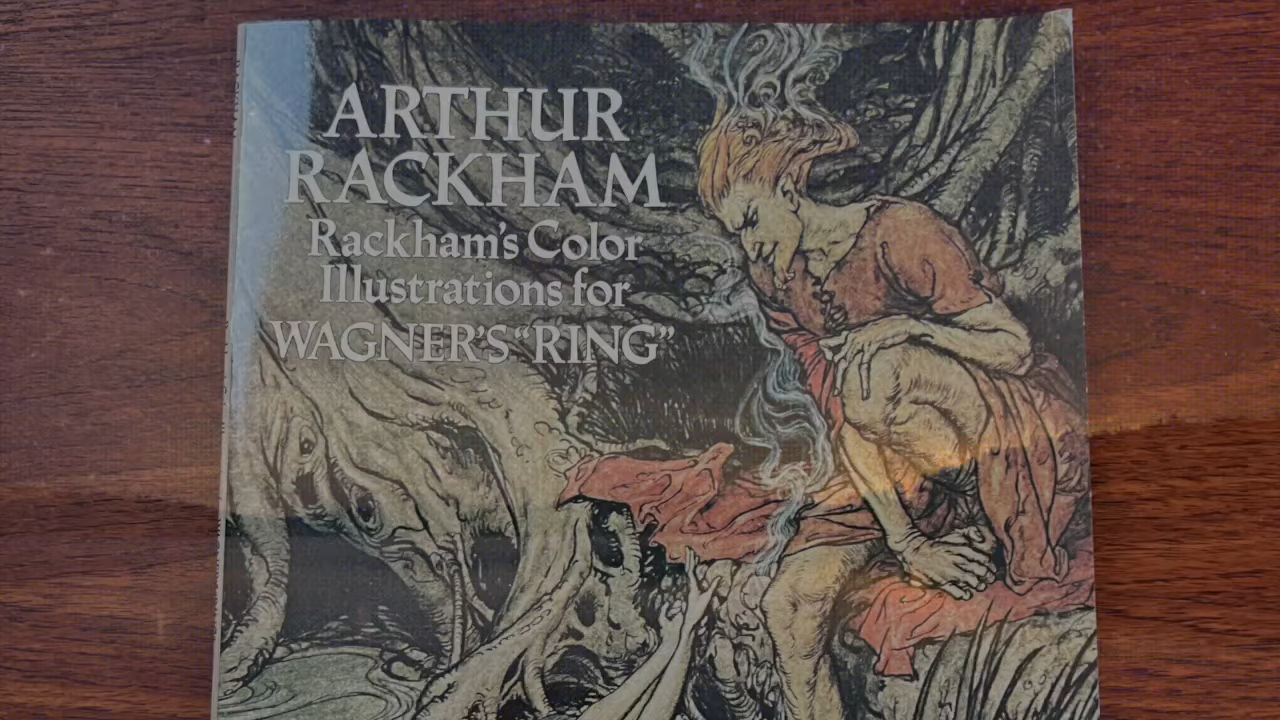 ARTHUR
RACKHAM
Rackham's Color
Illustrations for
WAGNER'S "RING"